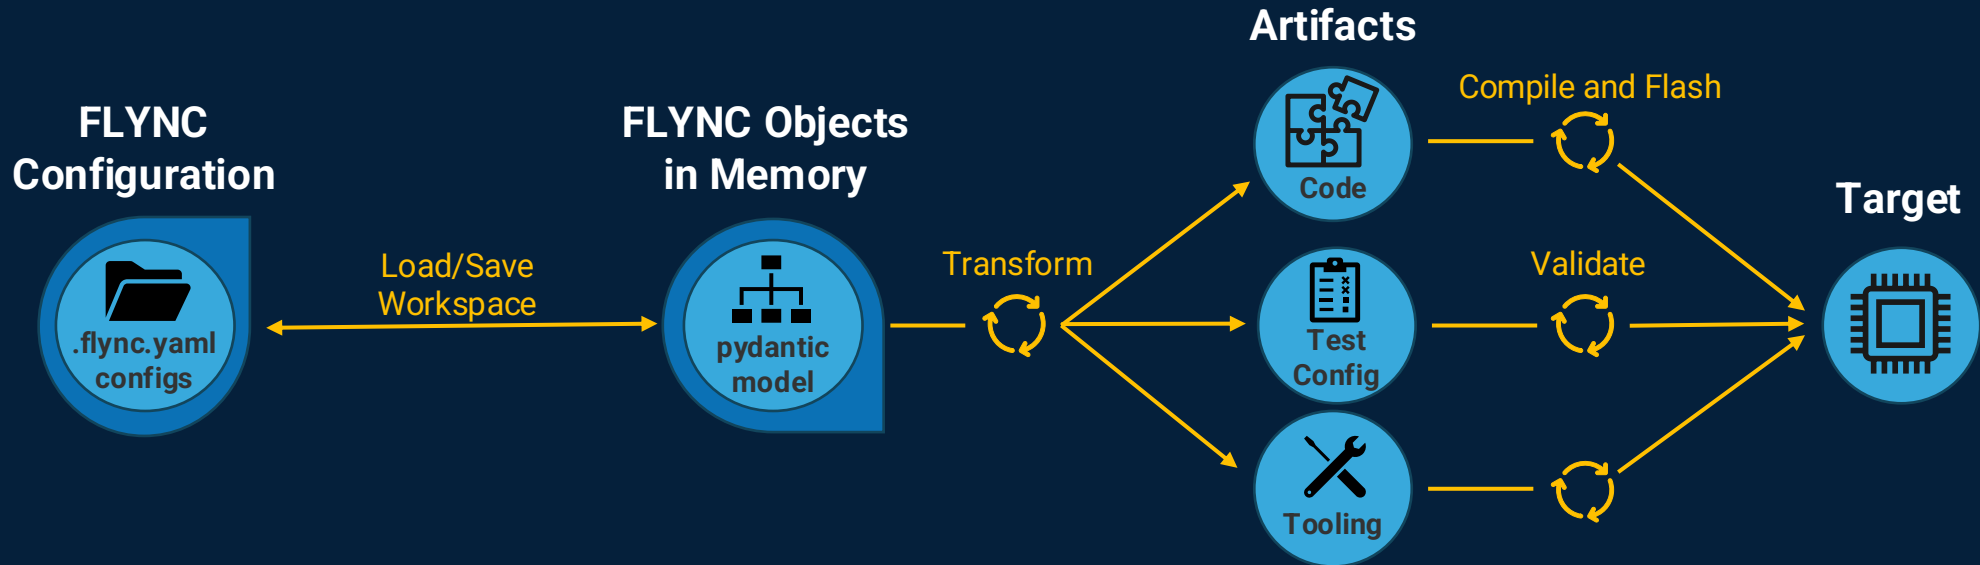 FLYNC
Configuration
.flync.yaml
configs
Load/Save
Workspace
FLYNC Objects
in Memory
pydantic
model
Transform
Artifacts
Code
Test
Config
Tooling
Compile and Flash
Validate
Target